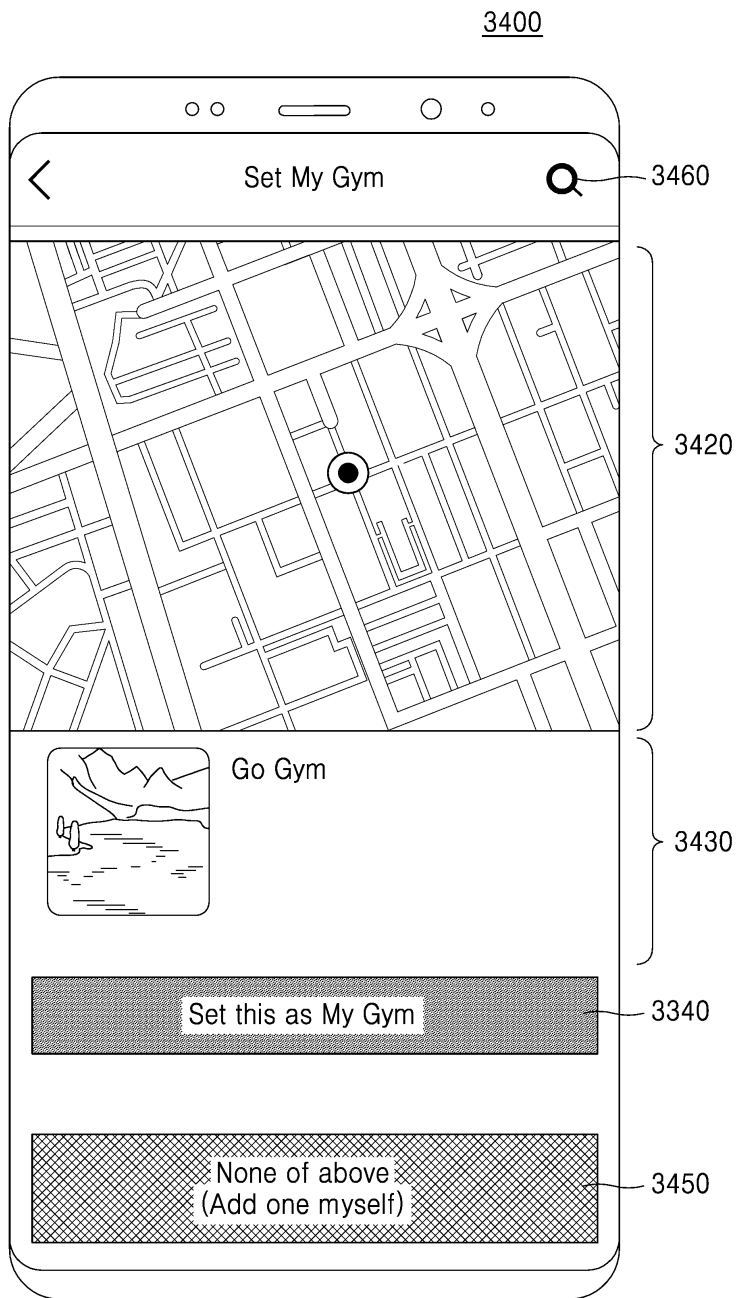 3400
Set My Gym
3460
3420
Go Gym
3430
Set this as My Gym
3340
None of above
(Add one myself)
3450